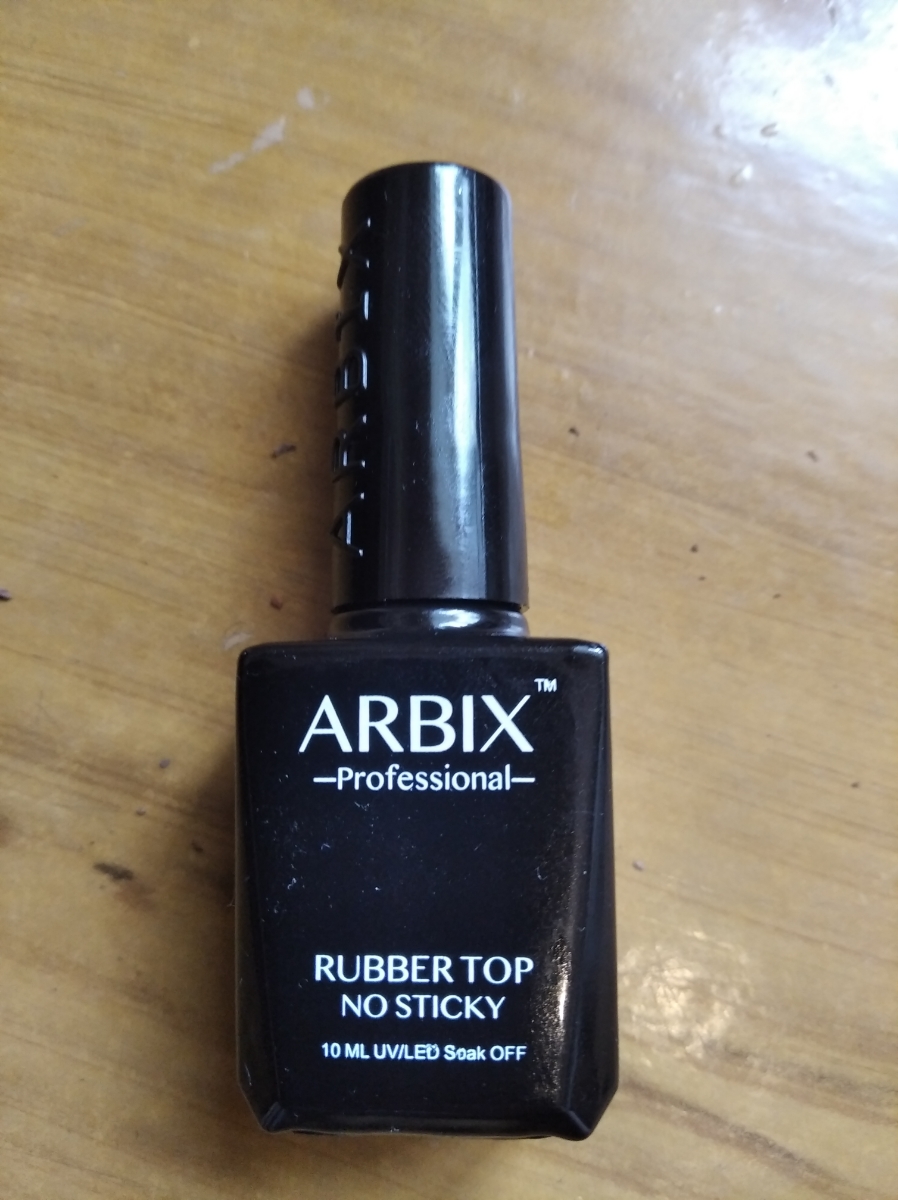 ARBIX
ARBIX™
—Professional—
RUBBER TOP
NO STICKY
10 ML UV/LED Soak OFF